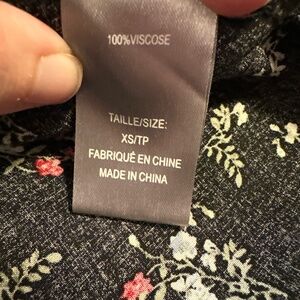 100%VISCOSE
TAILLE/SIZE:
XS/TP
FABRIQUÉ EN CHINE
MADE IN CHINA